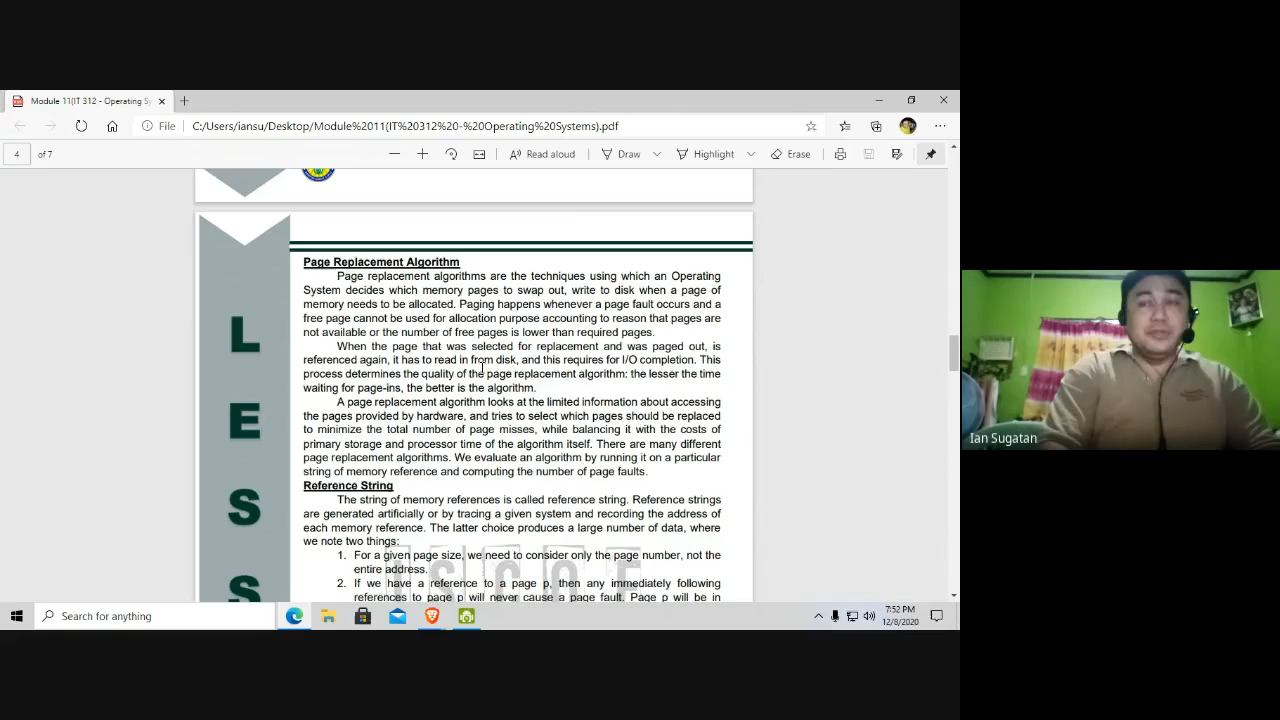 Module 11(IT 312 - Operating Sy
File
C:/Users/iansu/Desktop/Module%2011(IT%20312%20-%20Operating%20Systems).pdf
4 of 7
Read aloud
Draw
Highlight
Erase
Page Replacement Algorithm
Page replacement algorithms are the techniques using which an Operating
System decides which memory pages to swap out, write to disk when a page of
memory needs to be allocated. Paging happens whenever a page fault occurs and a
free page cannot be used for allocation purpose accounting to reason that pages are
not available or the number of free pages is lower than required pages.
When the page that was selected for replacement and was paged out, is
referenced again, it has to read in from disk, and this requires for I/O completion. This
process determines the quality of the page replacement algorithm: the lesser the time
waiting for page-ins, the better is the algorithm.
A page replacement algorithm looks at the limited information about accessing
the pages provided by hardware, and tries to select which pages should be replaced
to minimize the total number of page misses, while balancing it with the costs of
primary storage and processor time of the algorithm itself. There are many different
page replacement algorithms. We evaluate an algorithm by running it on a particular
string of memory reference and computing the number of page faults.
Reference String
The string of memory references is called reference string. Reference strings
are generated artificially or by tracing a given system and recording the address of
each memory reference. The latter choice produces a large number of data, where
we note two things:
1. For a given page size, we need to consider only the page number, not the
entire address.
2. If we have a reference to a page p, then any immediately following
references to page p will never cause a page fault. Page p will be in
L
E
S
S
Ian Sugatan
Search for anything
7:52 PM
12/8/2020